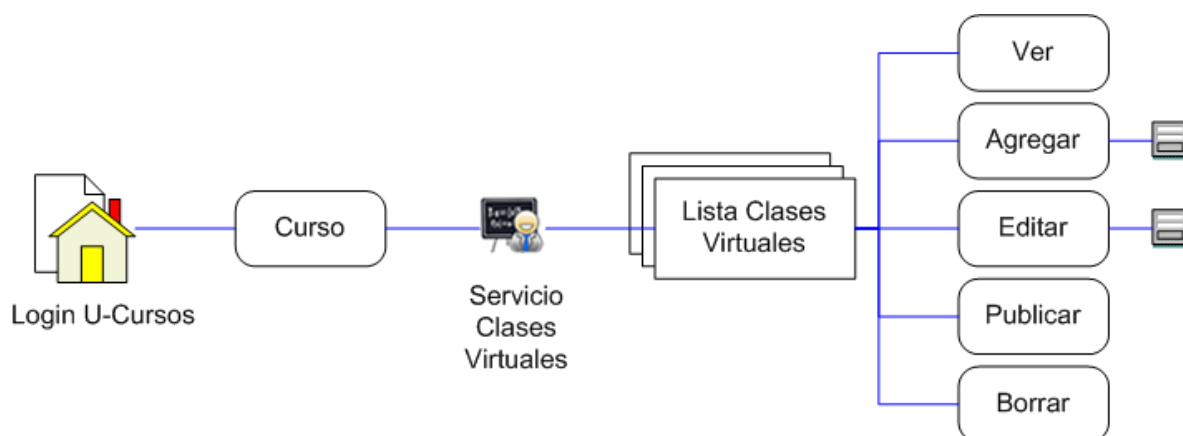 Login U-Cursos
Curso
Servicio
Clases
Virtuales
Lista Clases
Virtuales
Ver
Agregar
Editar
Publicar
Borrar